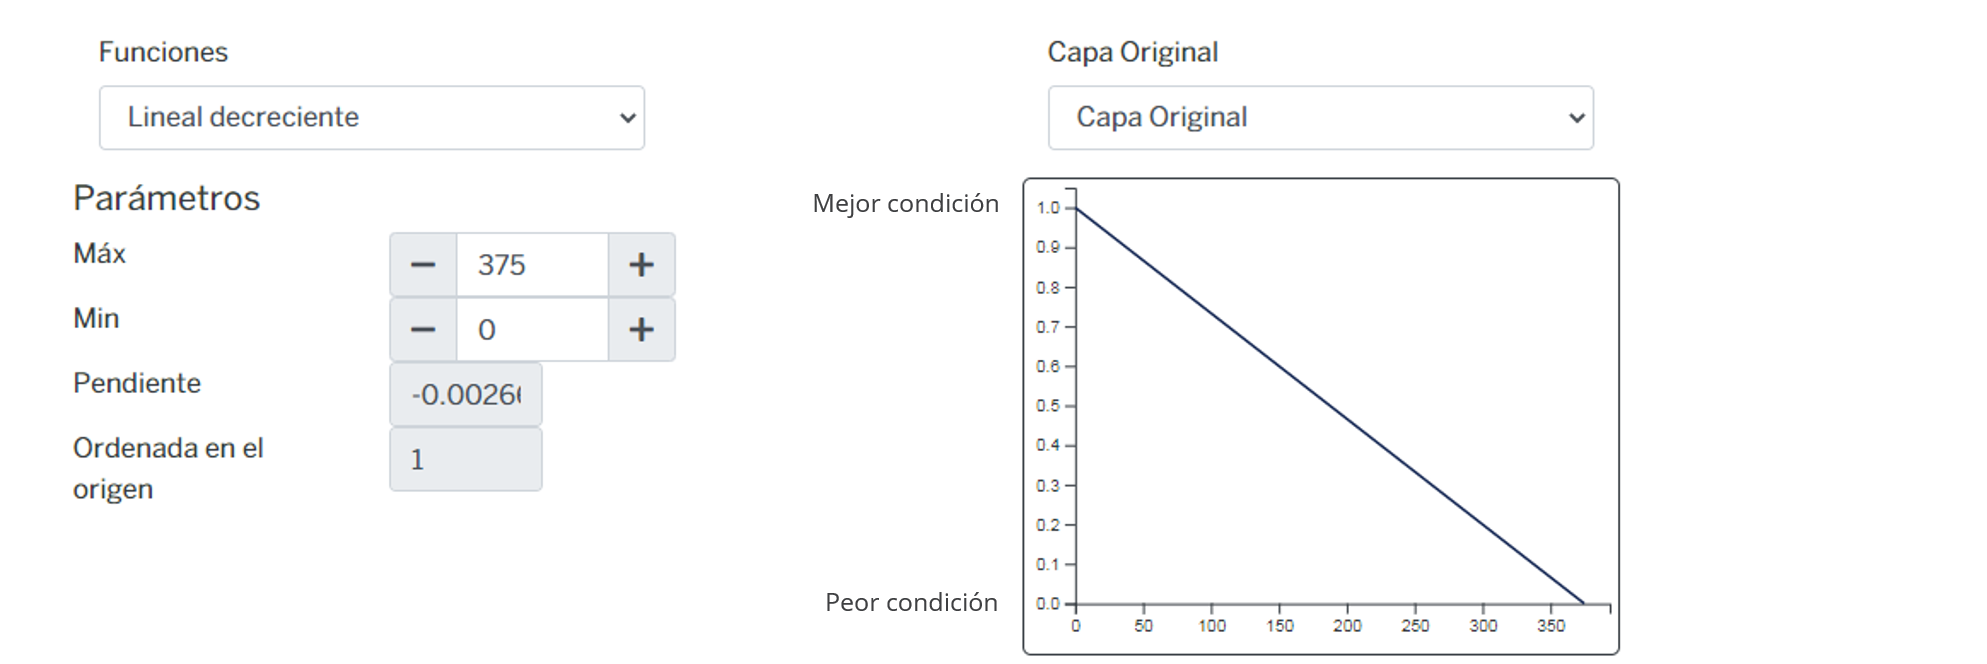 Funciones
Lineal decreciente
Parámetros
Máx
375
Min
0
Pendiente
-0.0026
Ordenada en el
origen
1
Capa Original
Capa Original
Mejor condición
Peor condición
1.0
0.9
0.8
0.7
0.6
0.5
0.4
0.3
0.2
0.1
0.0
0 50 100 150 200 250 300 350